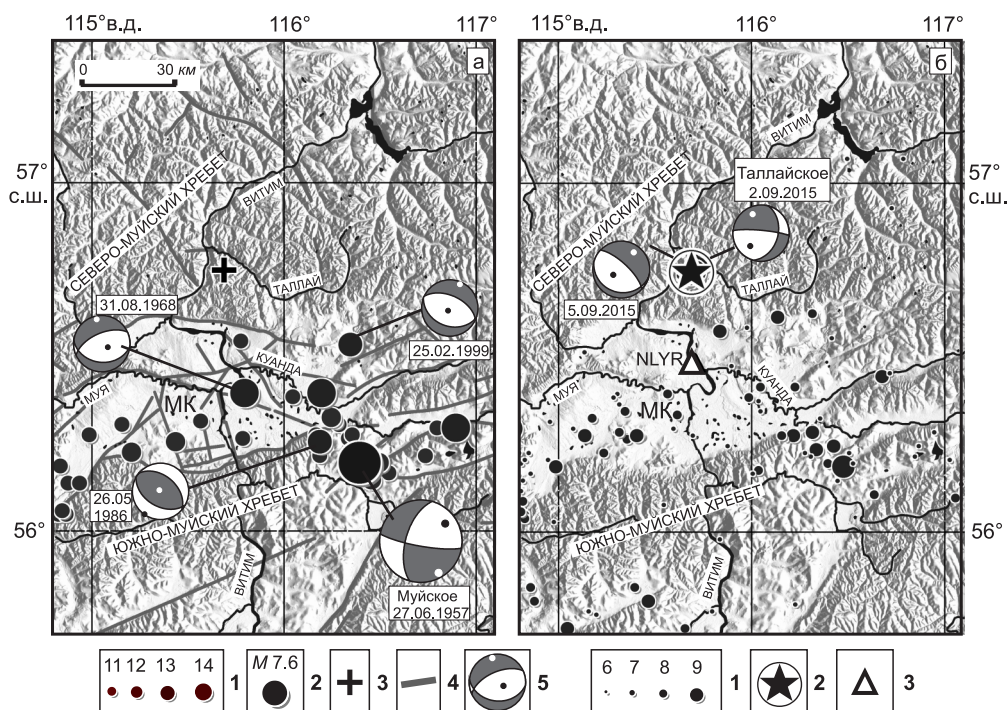 115°в.д.
116°
117°
115°в.д.
116°
117°
0
30 км
а
б
57°
с.ш.
57°
с.ш.
56°
56°
СЕВЕРО-МУЙСКИЙ ХРЕБЕТ
ВИТИМ
ТАЛЛАЙ
31.08.1968
25.02.1999
КУАНДА
МУЯ
МК
26.05
1986
ЮЖНО-МУЙСКИЙ ХРЕБЕТ
ВИТИМ
Муйское
27.06.1957
СЕВЕРО-МУЙСКИЙ ХРЕБЕТ
ВИТИМ
Таллайское
2.09.2015
ТАЛЛАЙ
5.09.2015
NLYR
КУАНДА
МУЯ
МК
ЮЖНО-МУЙСКИЙ ХРЕБЕТ
ВИТИМ
11 12 13 14
1
M 7.6
2
3
4
5
6 7 8 9
1
2
3